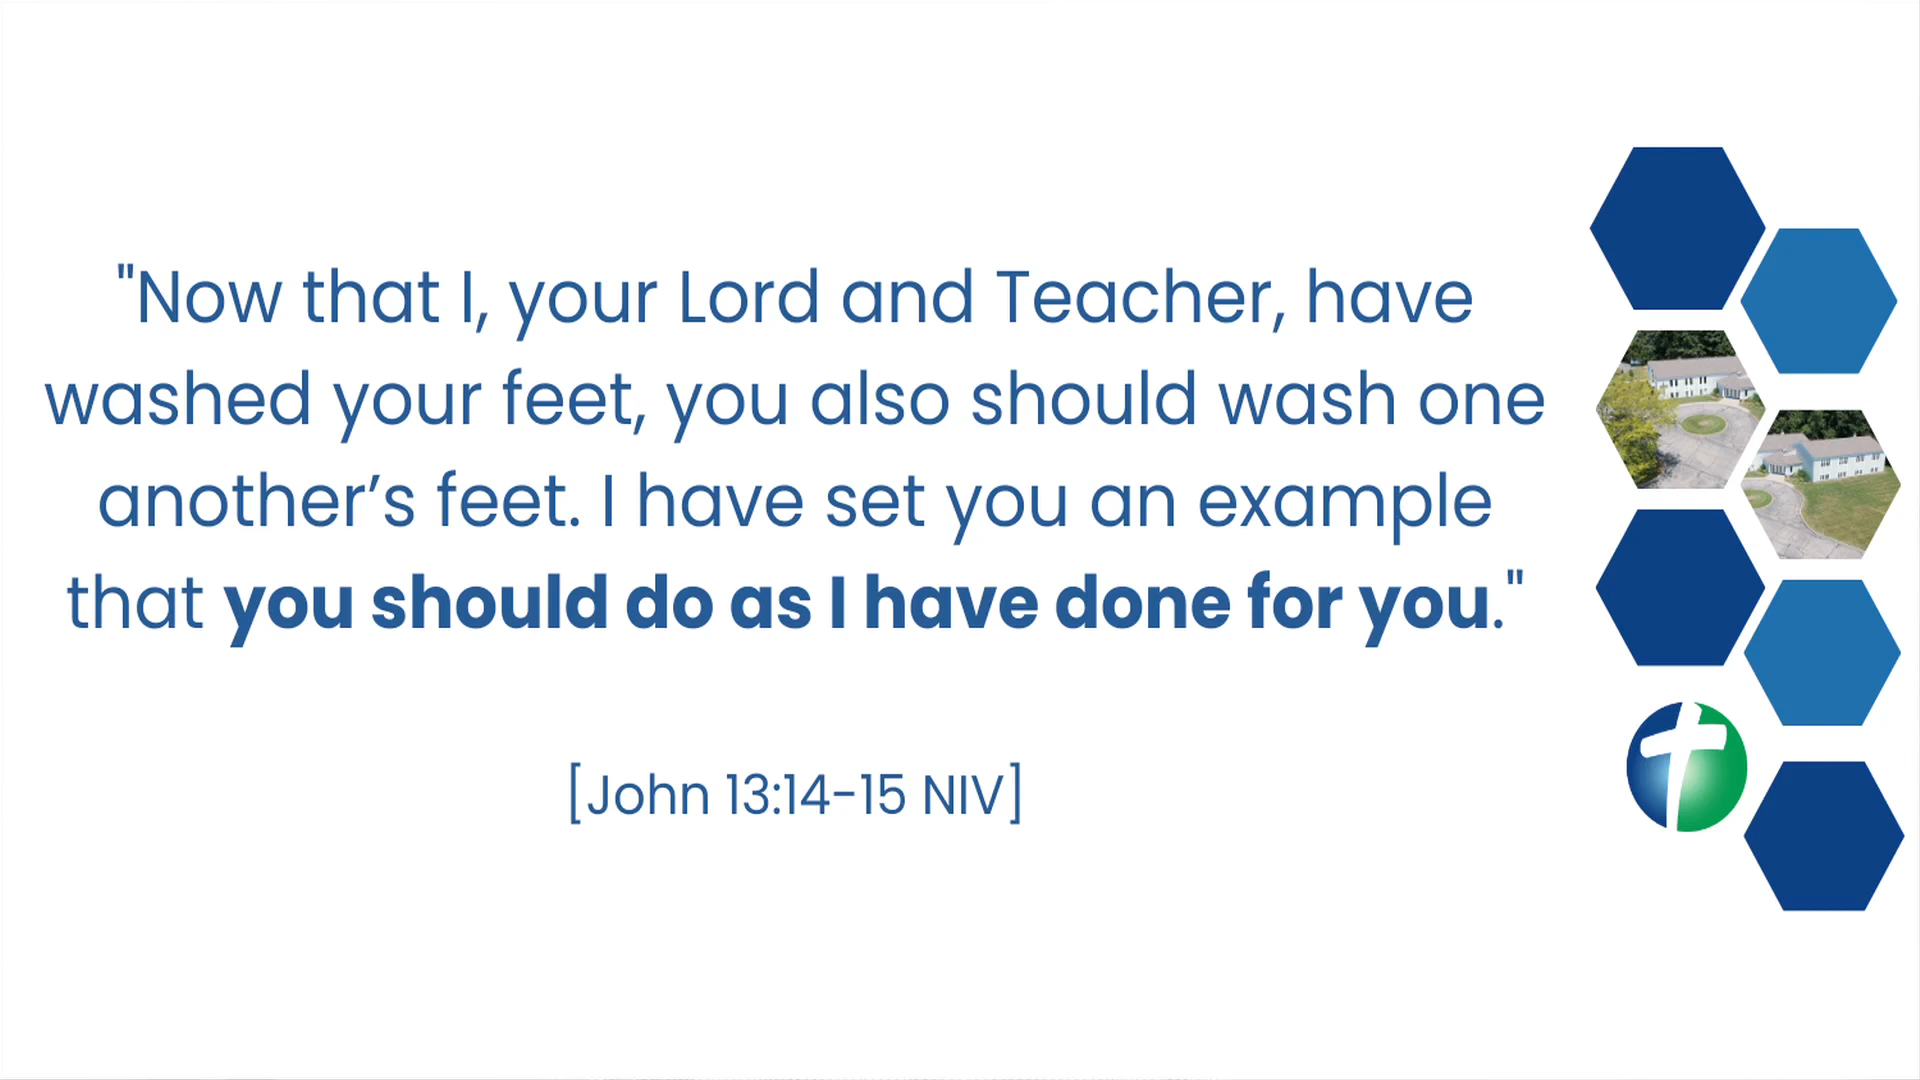 "Now that I, your Lord and Teacher, have
washed your feet, you also should wash one
another’s feet. I have set you an example
that you should do as I have done for you."
[John 13:14-15 NIV]